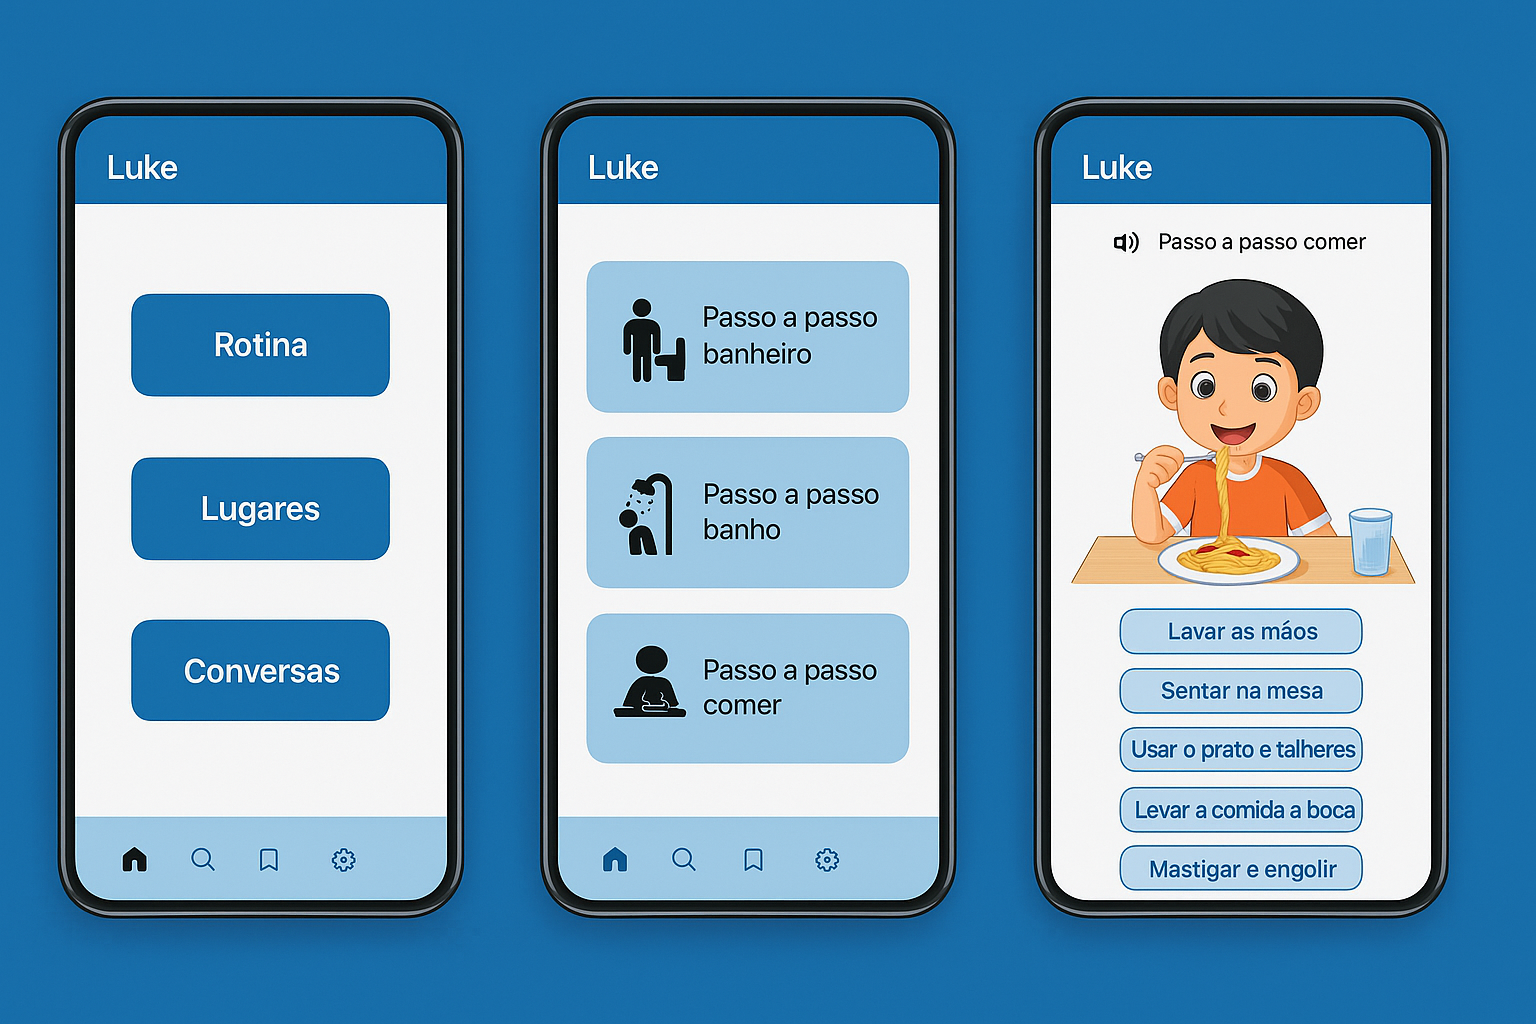 Luke
Rotina
Lugares
Conversas
Luke
Passo a passo
banheiro
Passo a passo
banho
Passo a passo
comer
Luke
Passo a passo comer
Lavar as máos
Sentar na mesa
Usar o prato e talheres
Levar a comida a boca
Mastigar e engolir